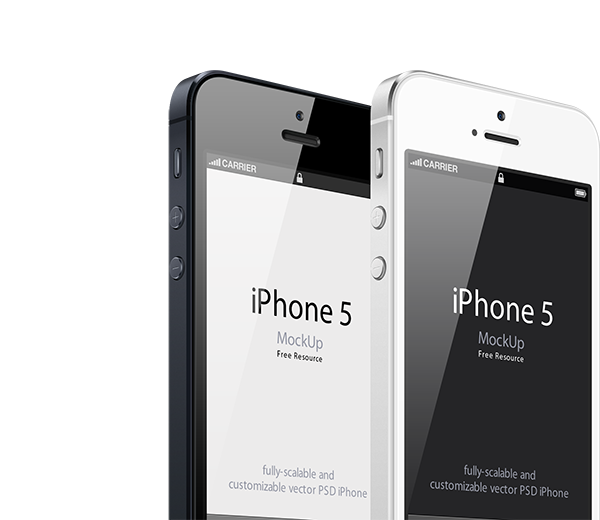 CARRIER
iPhone 5
MockUp
Free Resource
fully-scalable and
customizable vector PSD iPhone
CARRIER
iPhone 5
MockUp
Free Resource
fully-scalable and
customizable vector PSD iPhone